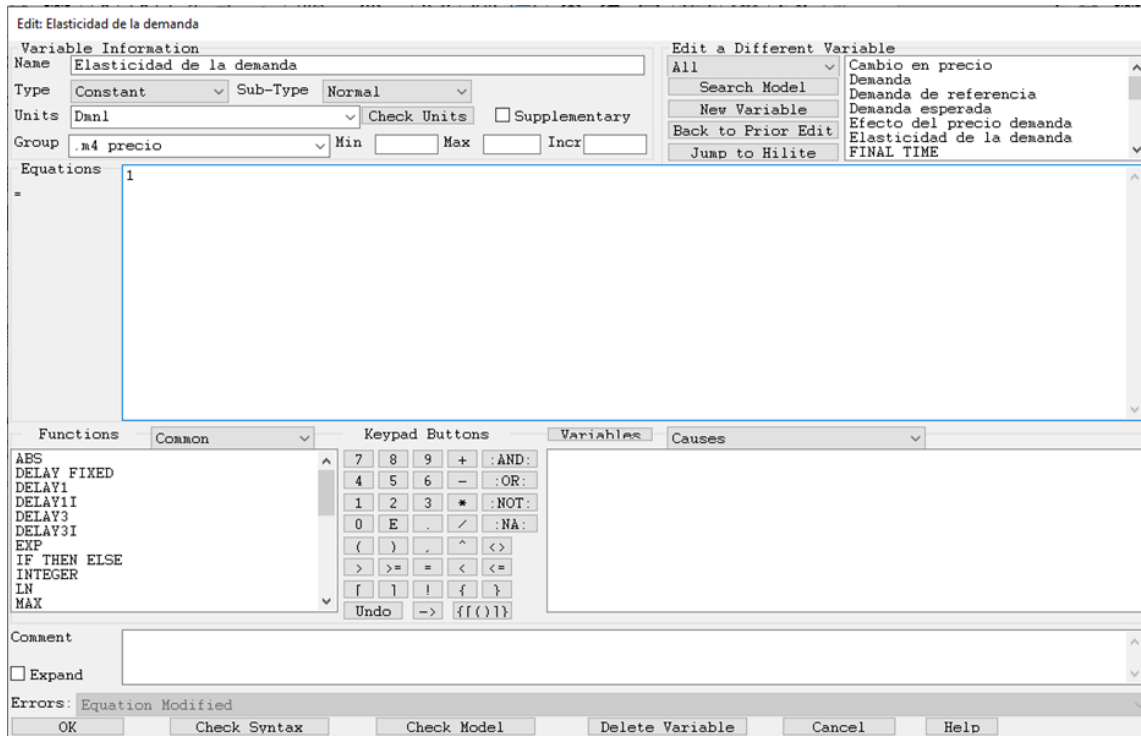 Edit: Elasticidad de la demanda
Variable Information
Name Elasticidad de la demanda
Type Constant Sub-Type Normal
Units Dmnl Check Units Supplementary
Group .m4 precio Min Max Incr
Edit a Different Variable
All
Search Model
New Variable
Back to Prior Edit
Jump to Hilite
Cambio en precio
Demanda
Demanda de referencia
Demanda esperada
Efecto del precio demanda
Elasticidad de la demanda
FINAL TIME
Equations
=
1
Functions Common
ABS
DELAY FIXED
DELAY1
DELAY1I
DELAY3
DELAY3I
EXP
IF THEN ELSE
INTEGER
LN
MAX
Keypad Buttons
7 8 9 + :AND:
4 5 6 - :OR:
1 2 3 * :NOT:
0 E . / :NA:
( ) , ^ <>
> >= = < <=
[ ] ! { }
Undo -> {[()]}
Variables Causes
Comment
Expand
Errors: Equation Modified
OK Check Syntax Check Model Delete Variable Cancel Help